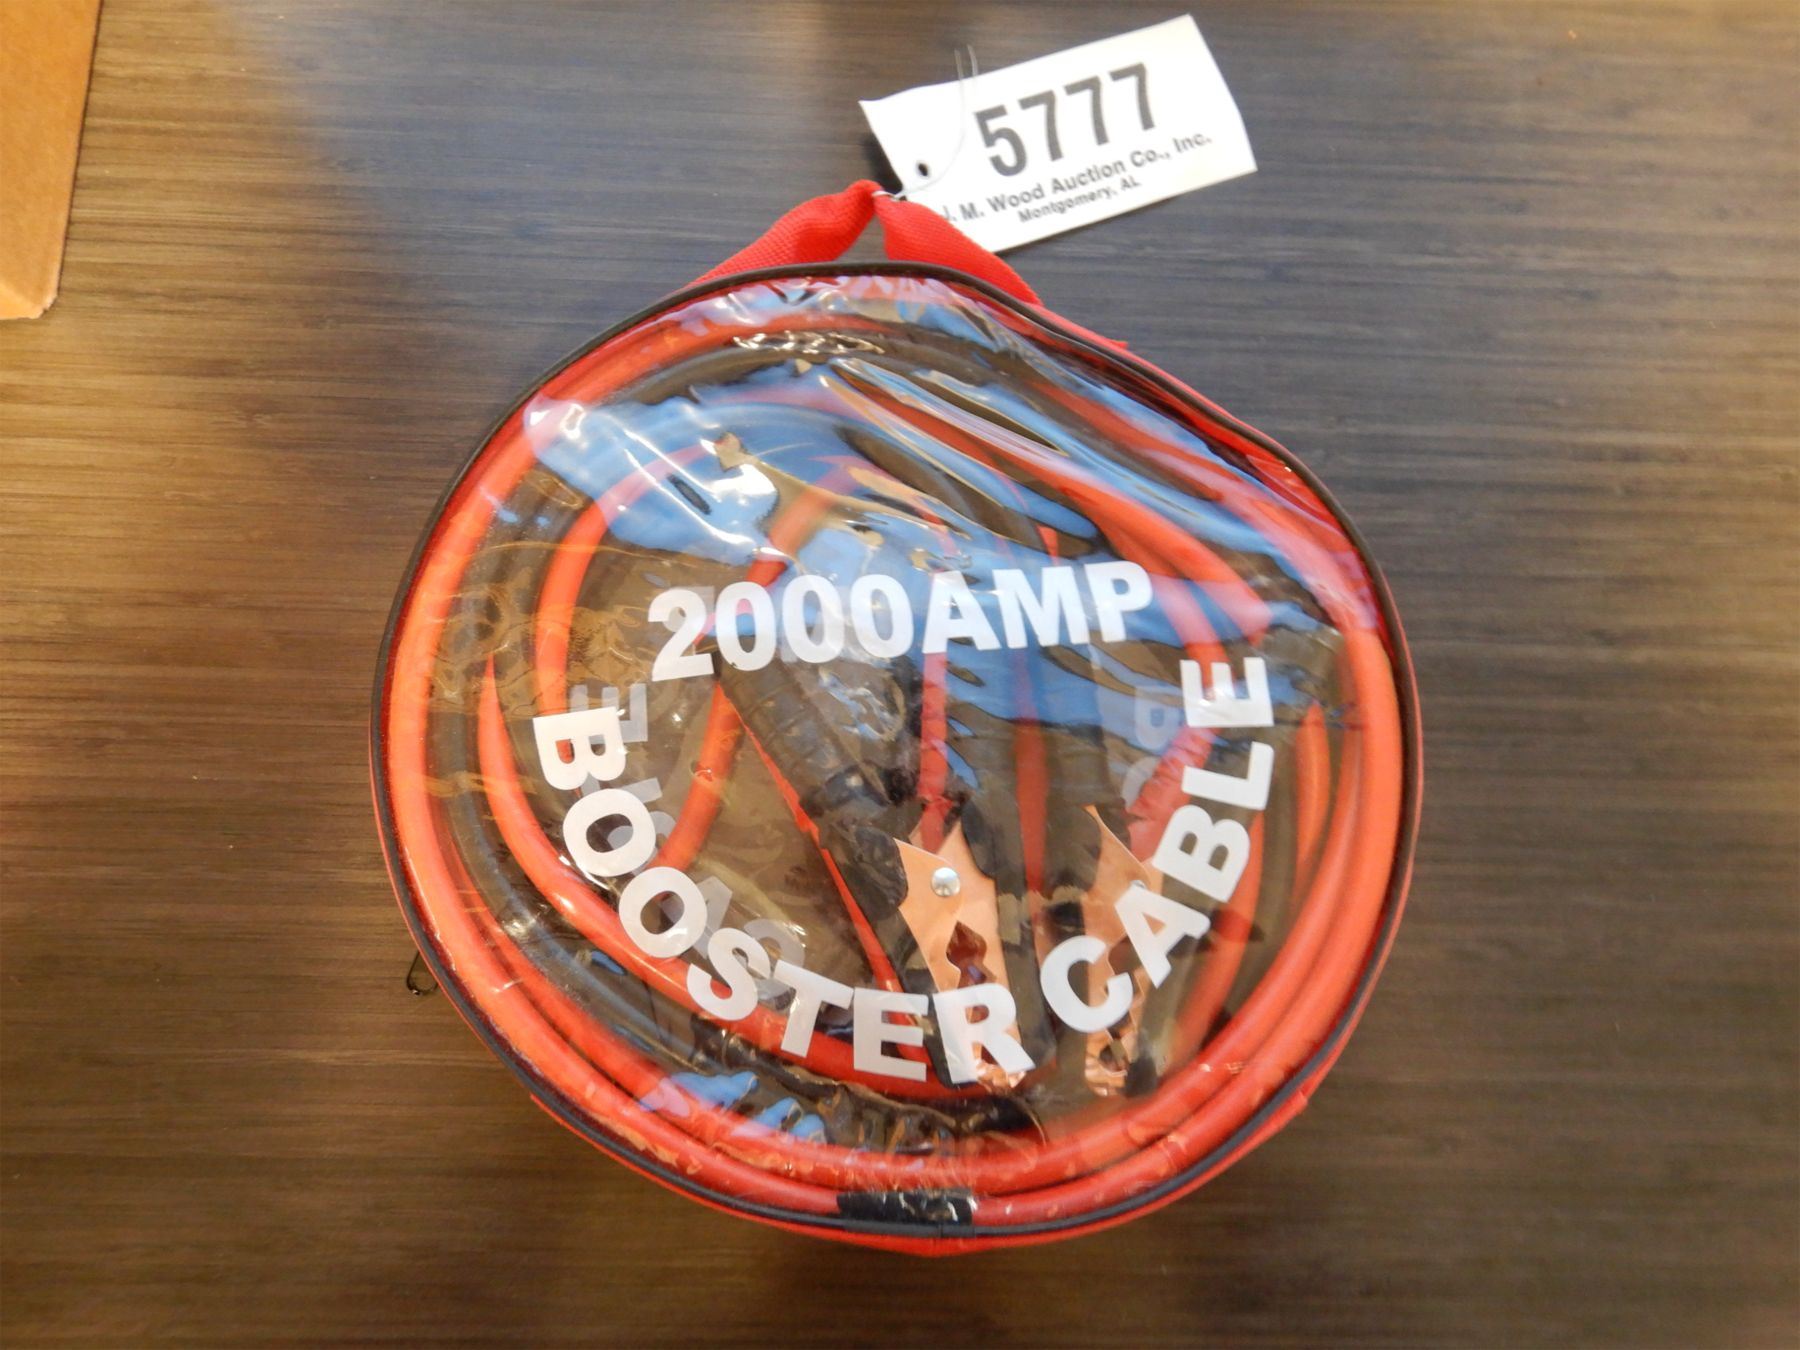 5777
J. M. Wood Auction Co., Inc.
Montgomery, AL
2000AMP
BOOSTER CABLE